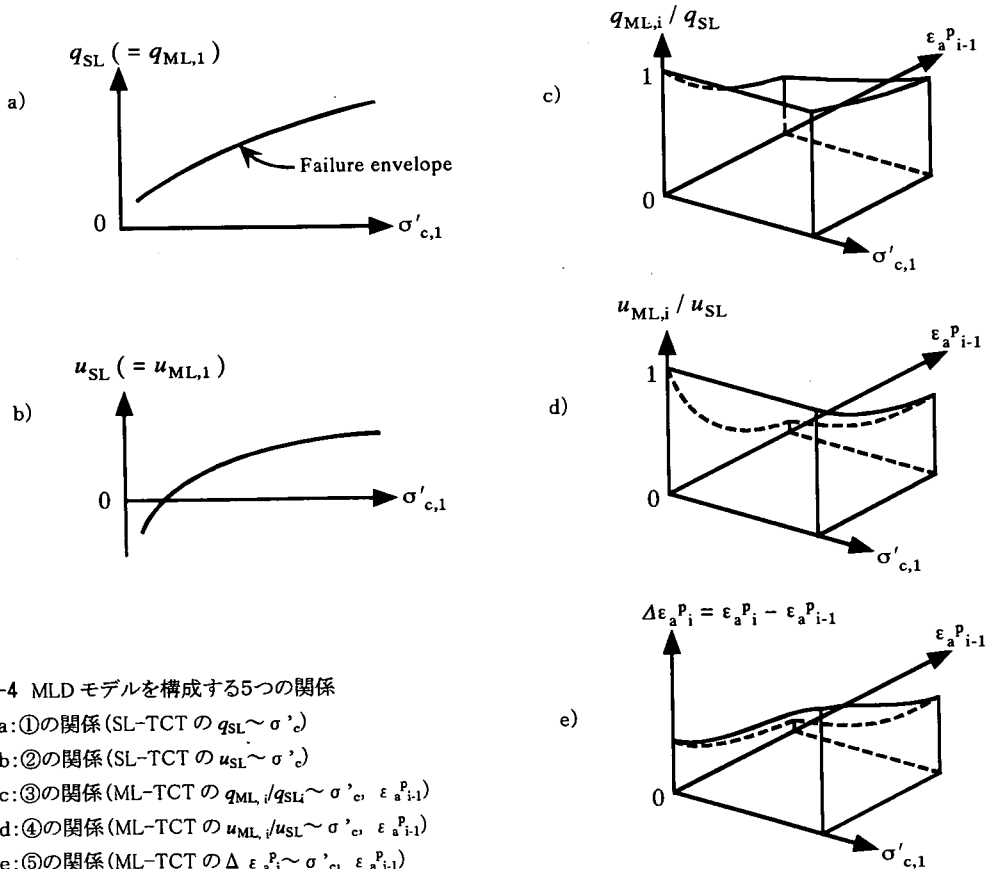 a)
q_SL ( = q_ML,1 )
Failure envelope
0
σ'_c,1
b)
u_SL ( = u_ML,1 )
0
σ'_c,1
-4 MLD モデルを構成する5つの関係
a:①の関係(SL-TCT の q_SL～σ'_c)
b:②の関係(SL-TCT の u_SL～σ'_c)
c:③の関係(ML-TCT の q_ML, i/q_SLi～σ'_c, ε_a^p_i-1)
d:④の関係(ML-TCT の u_ML, i/u_SL～σ'_c, ε_a^p_i-1)
e:⑤の関係(ML-TCT の Δ ε_a^p_i～σ'_c, ε_a^p_i-1)
c)
q_ML,i / q_SL
ε_a^p_i-1
1
0
σ'_c,1
d)
u_ML,i / u_SL
ε_a^p_i-1
1
0
σ'_c,1
e)
Δε_a^p_i = ε_a^p_i − ε_a^p_i-1
ε_a^p_i-1
0
σ'_c,1